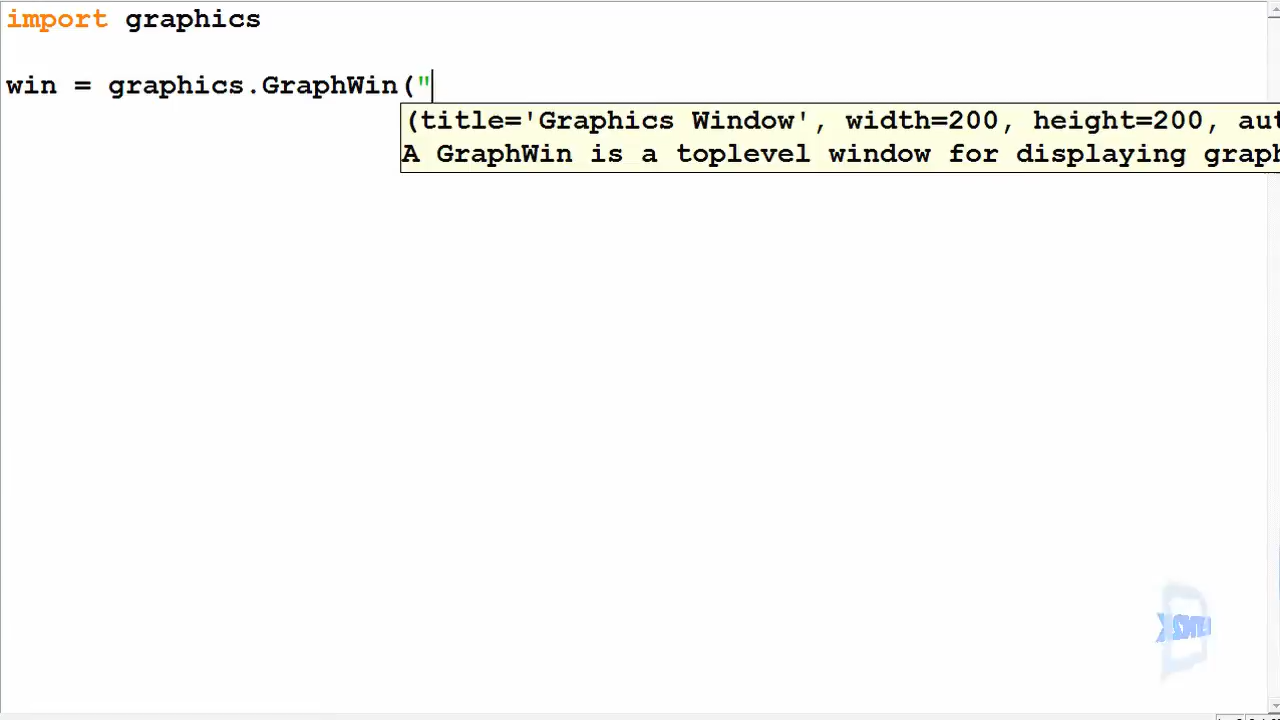 import graphics
win = graphics.GraphWin("
(title='Graphics Window', width=200, height=200, aut
A GraphWin is a toplevel window for displaying graph